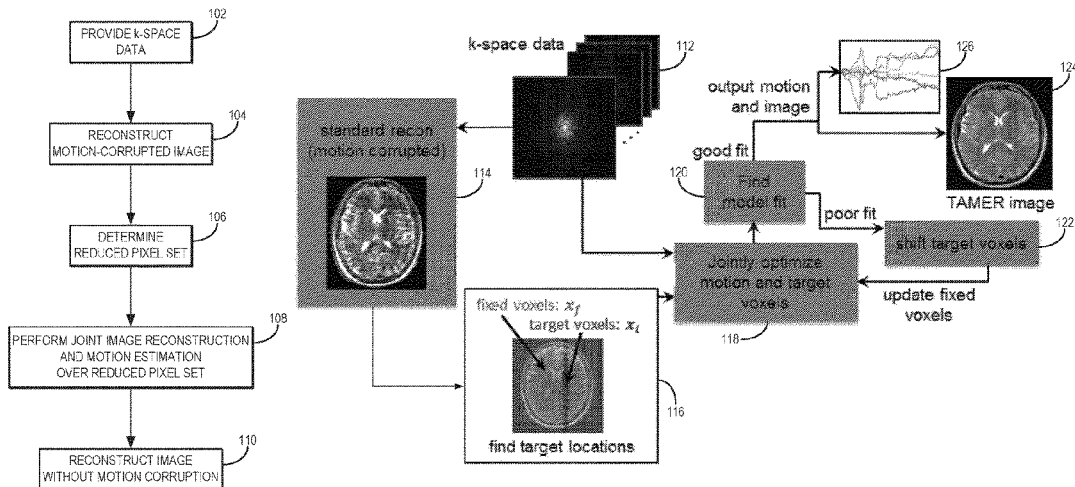 102
PROVIDE k-SPACE
DATA
104
RECONSTRUCT
MOTION-CORRUPTED IMAGE
106
DETERMINE
REDUCED PIXEL SET
108
PERFORM JOINT IMAGE RECONSTRUCTION
AND MOTION ESTIMATION
OVER REDUCED PIXEL SET
110
RECONSTRUCT IMAGE
WITHOUT MOTION CORRUPTION
k-space data
112
standard recon
(motion corrupted)
114
fixed voxels: x_f
target voxels: x_t
find target locations
116
Jointly optimize
motion and target
voxels
118
120
Find
model fit
good fit
poor fit
output motion
and image
126
124
TAMER image
shift target voxels
122
update fixed
voxels